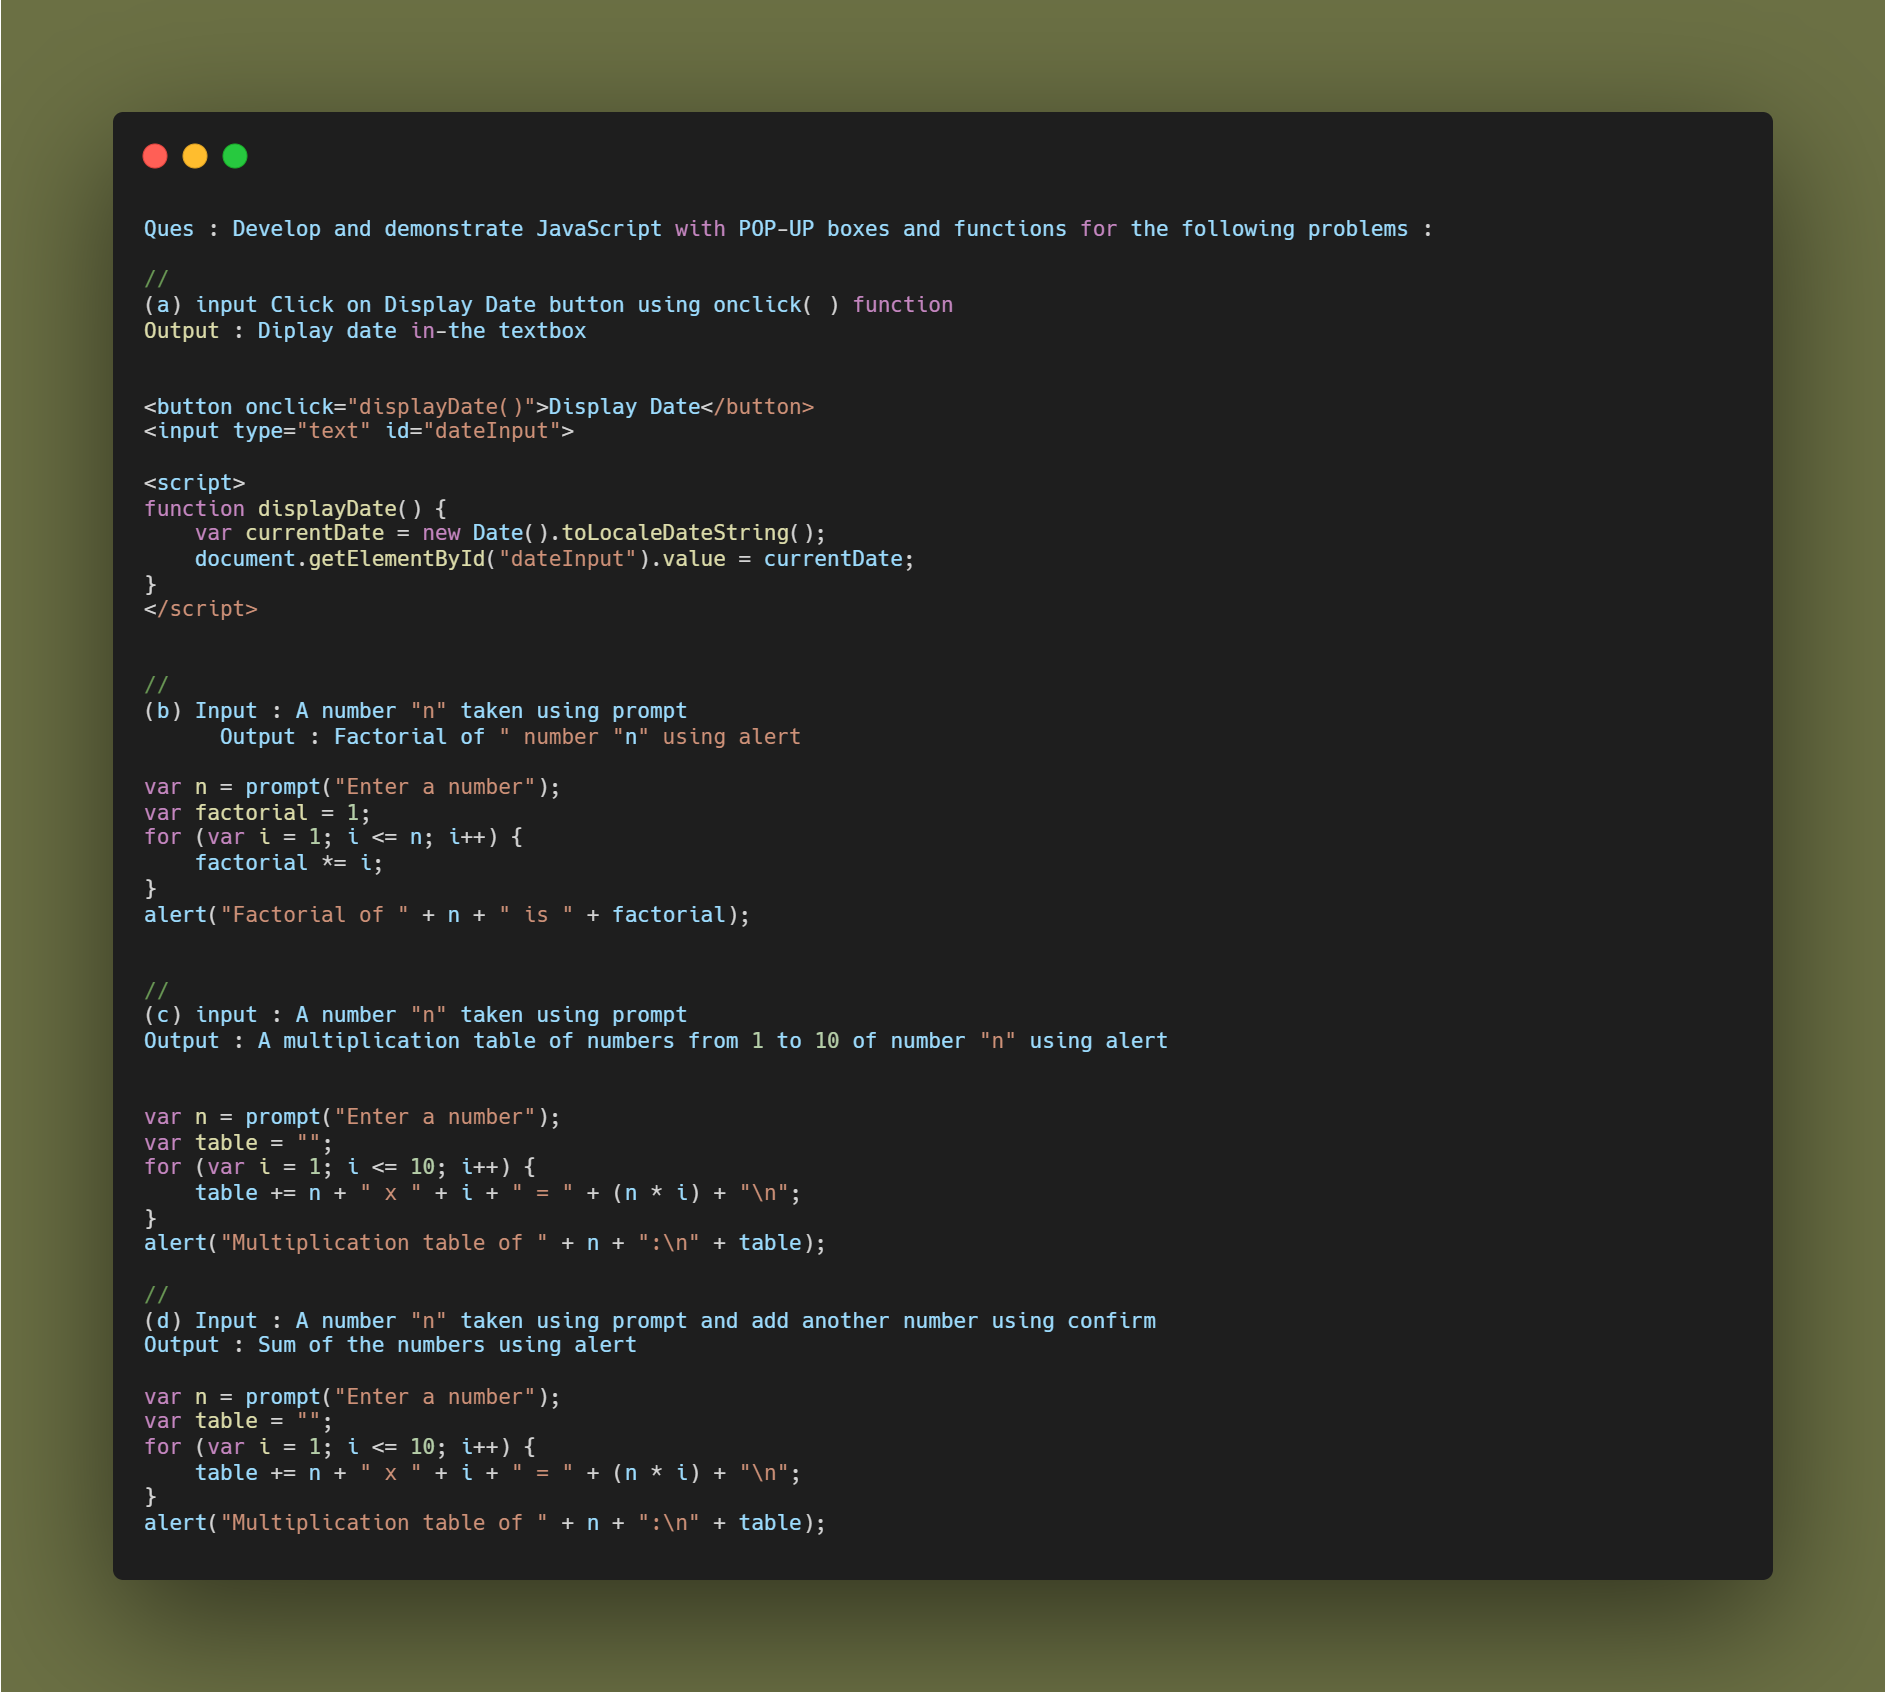 Ques : Develop and demonstrate JavaScript with POP-UP boxes and functions for the following problems :
//
(a) input Click on Display Date button using onclick( ) function
Output : Diplay date in-the textbox
<button onclick="displayDate()">Display Date</button>
<input type="text" id="dateInput">
<script>
function displayDate() {
    var currentDate = new Date().toLocaleDateString();
    document.getElementById("dateInput").value = currentDate;
}
</script>
//
(b) Input : A number "n" taken using prompt
      Output : Factorial of " number "n" using alert
var n = prompt("Enter a number");
var factorial = 1;
for (var i = 1; i <= n; i++) {
    factorial *= i;
}
alert("Factorial of " + n + " is " + factorial);
//
(c) input : A number "n" taken using prompt
Output : A multiplication table of numbers from 1 to 10 of number "n" using alert
var n = prompt("Enter a number");
var table = "";
for (var i = 1; i <= 10; i++) {
    table += n + " x " + i + " = " + (n * i) + "\n";
}
alert("Multiplication table of " + n + ":\n" + table);
//
(d) Input : A number "n" taken using prompt and add another number using confirm
Output : Sum of the numbers using alert
var n = prompt("Enter a number");
var table = "";
for (var i = 1; i <= 10; i++) {
    table += n + " x " + i + " = " + (n * i) + "\n";
}
alert("Multiplication table of " + n + ":\n" + table);